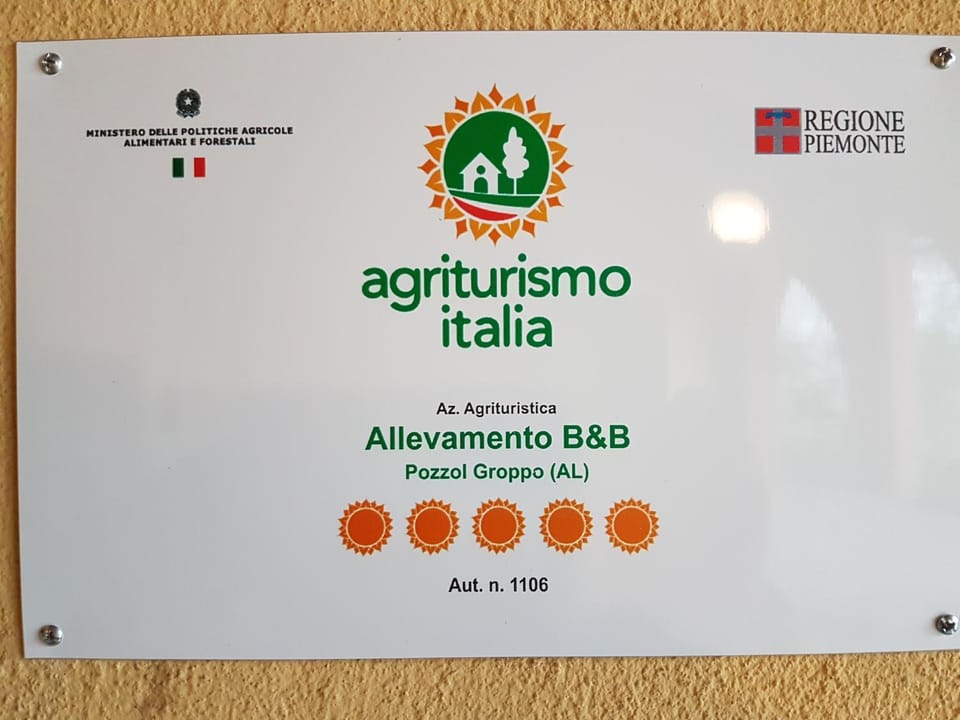 MINISTERO DELLE POLITICHE AGRICOLE
ALIMENTARI E FORESTALI
REGIONE
PIEMONTE
agriturismo
italia
Az. Agrituristica
Allevamento B&B
Pozzol Groppo (AL)
Aut. n. 1106